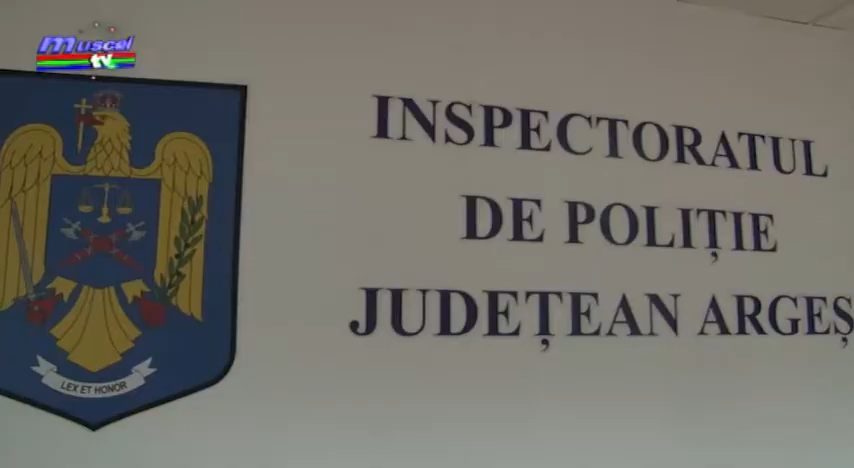 Muscel
tv
INSPECTORATUL
DE POLIȚIE
JUDEȚEAN ARGEȘ
LEX ET HONOR